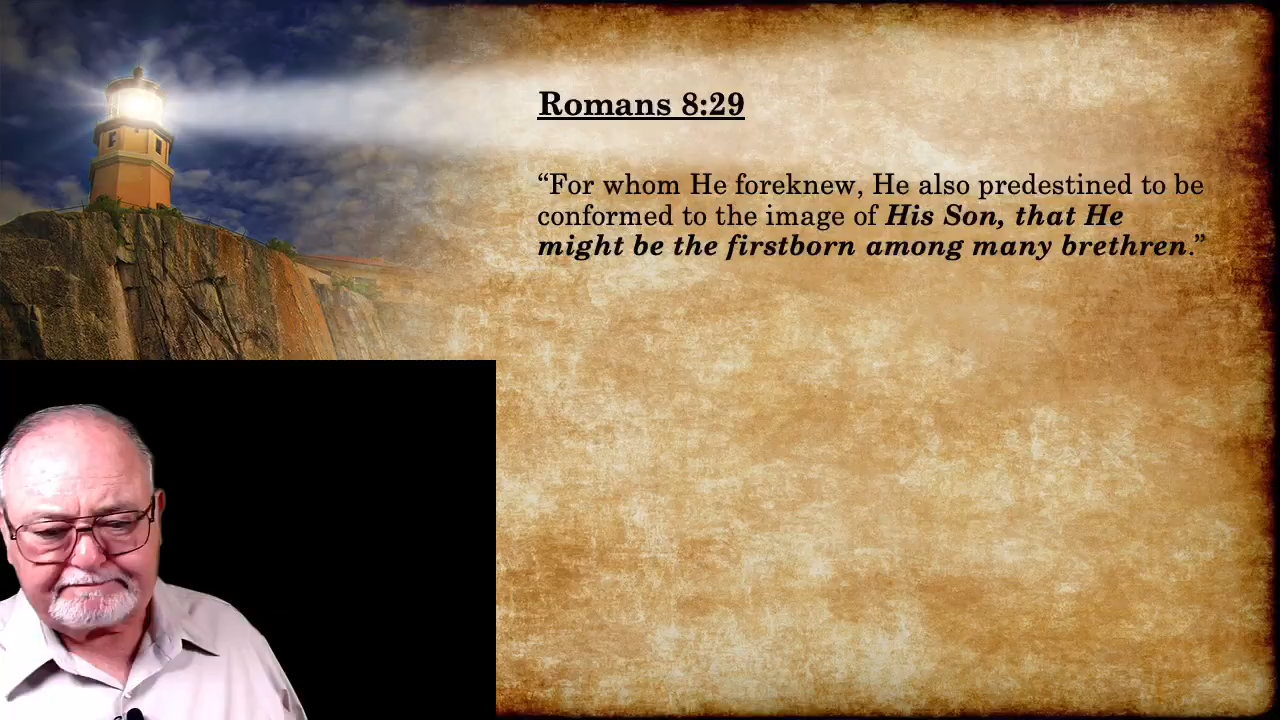 Romans 8:29
“For whom He foreknew, He also predestined to be
conformed to the image of His Son, that He
might be the firstborn among many brethren.”